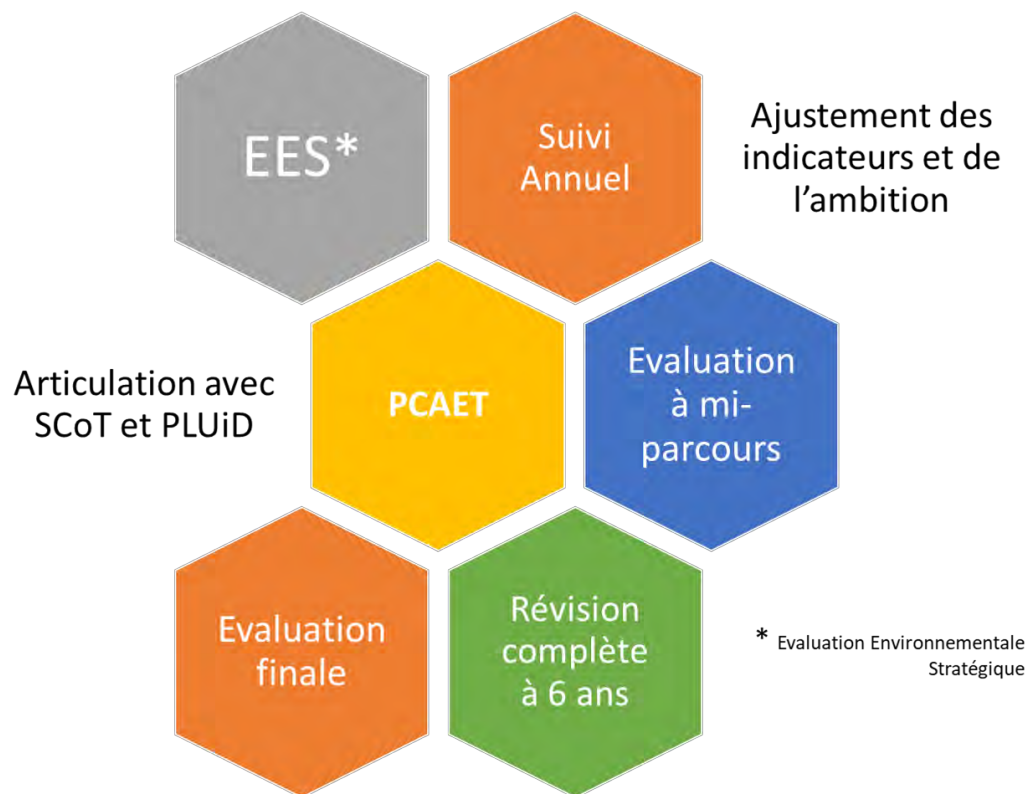 EES*
Suivi
Annuel
Ajustement des
indicateurs et de
l’ambition
Articulation avec
SCoT et PLUiD
PCAET
Evaluation
à mi-
parcours
Evaluation
finale
Révision
complète
à 6 ans
* Evaluation Environnementale
Stratégique